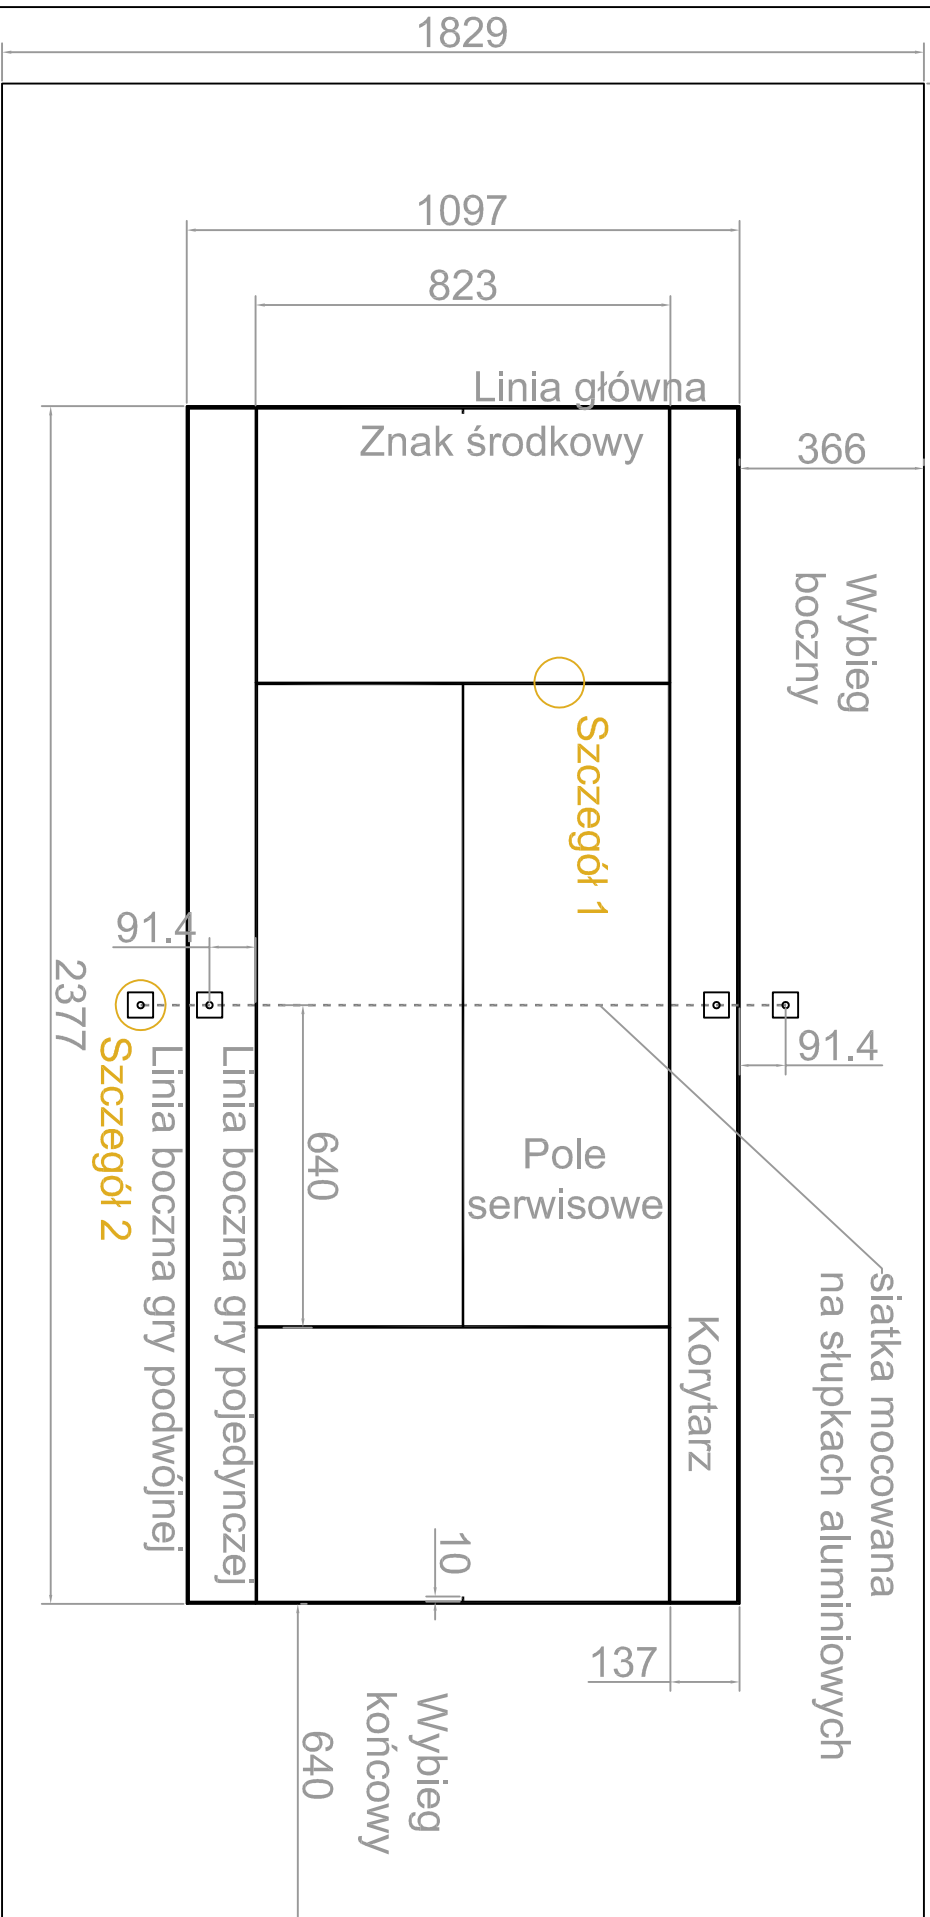 1829
1097
823
Linia główna
Znak środkowy
366
Wybieg
boczny
Szczegół 1
91.4
2377
91.4
Szczegół 2
Linia boczna gry podwójnej
Linia boczna gry pojedynczej
640
Pole
serwisowe
siatka mocowana
na słupkach aluminiowych
Korytarz
10
137
Wybieg
końcowy
640